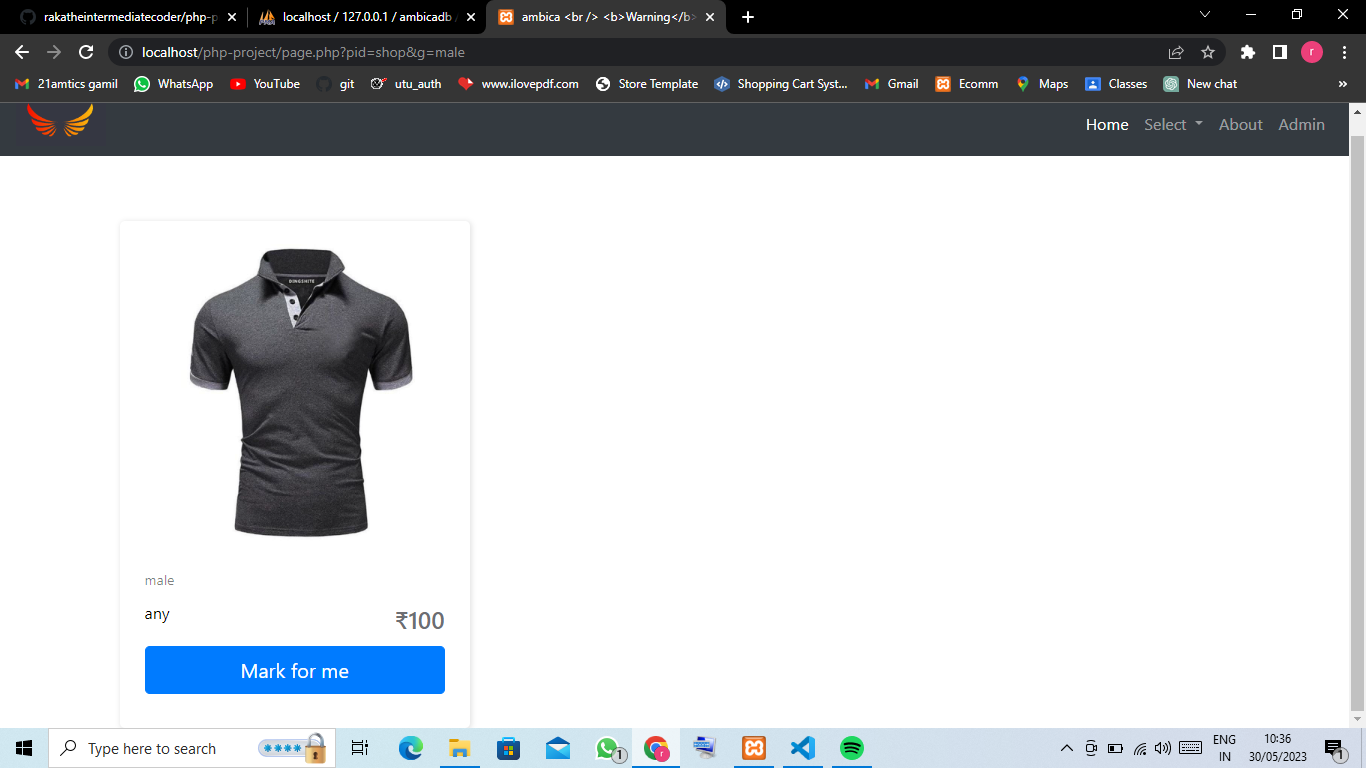 rakatheintermediatecoder/php-p
localhost / 127.0.0.1 / ambicadb /
ambica <br /> <b>Warning</b>
localhost/php-project/page.php?pid=shop&g=male
r
21amtics gamil
WhatsApp
YouTube
git
utu_auth
www.ilovepdf.com
Store Template
Shopping Cart Syst...
Gmail
Ecomm
Maps
Classes
New chat
»
Home
Select
About
Admin
DINGSHITE
male
any
₹100
Mark for me
Type here to search
1
ENG
IN
10:36
30/05/2023
1